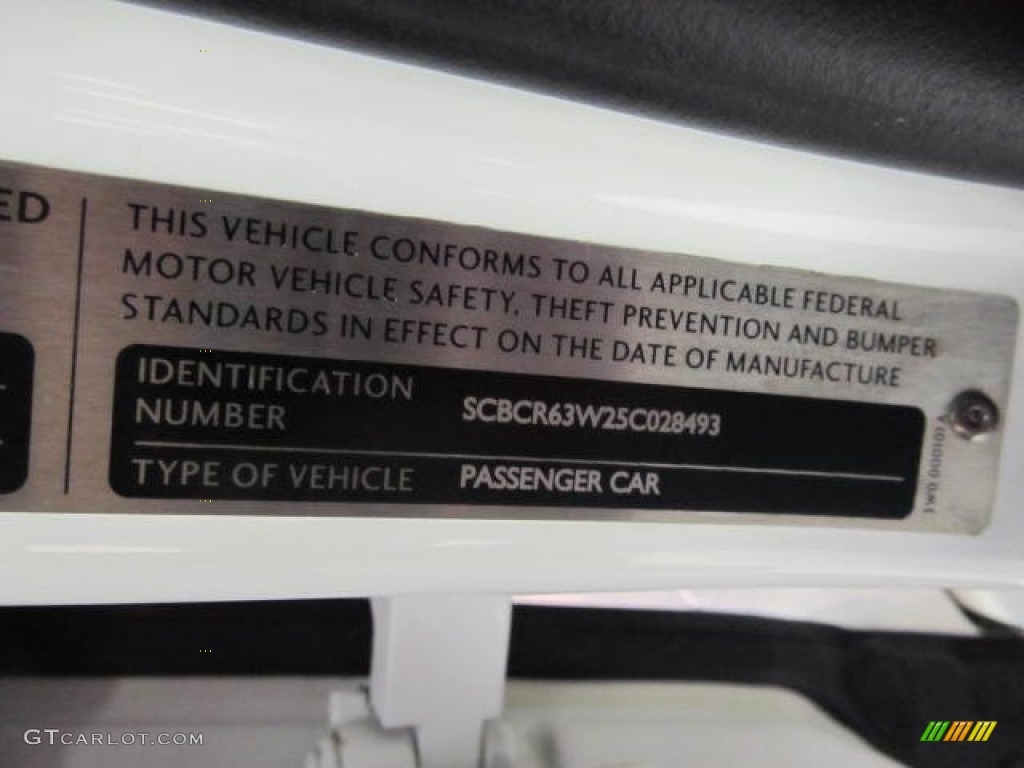 ED
THIS VEHICLE CONFORMS TO ALL APPLICABLE FEDERAL
MOTOR VEHICLE SAFETY, THEFT PREVENTION AND BUMPER
STANDARDS IN EFFECT ON THE DATE OF MANUFACTURE
IDENTIFICATION
NUMBER SCBCR63W25C028493
TYPE OF VEHICLE PASSENGER CAR
GTCARLOT.COM